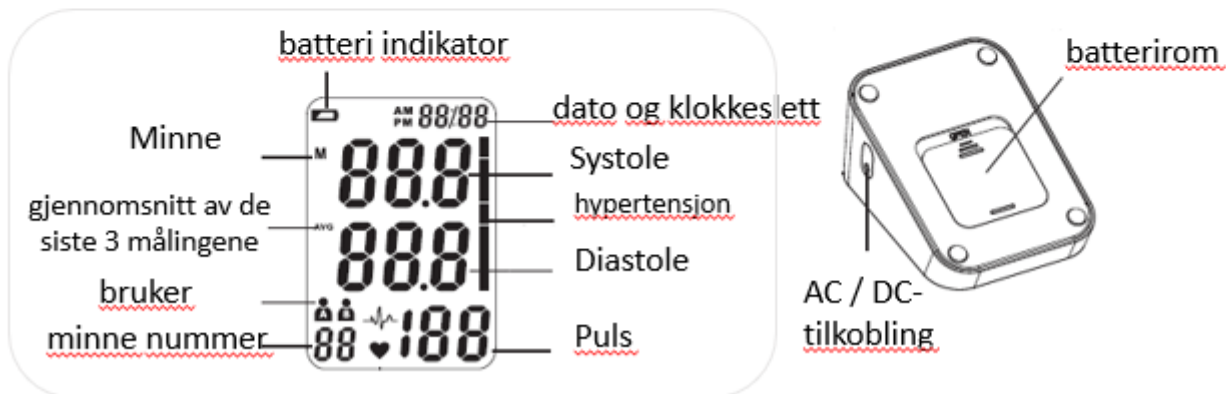 batteri indikator
batterirom
AM
PM 88/88
dato og klokkeslett
Minne
M
88.8
Systole
OPEN
gjennomsnitt av de
siste 3 målingene
hypertensjon
AVG
88.8
Diastole
bruker
AC / DC-
tilkobling
minne nummer
88
188
Puls